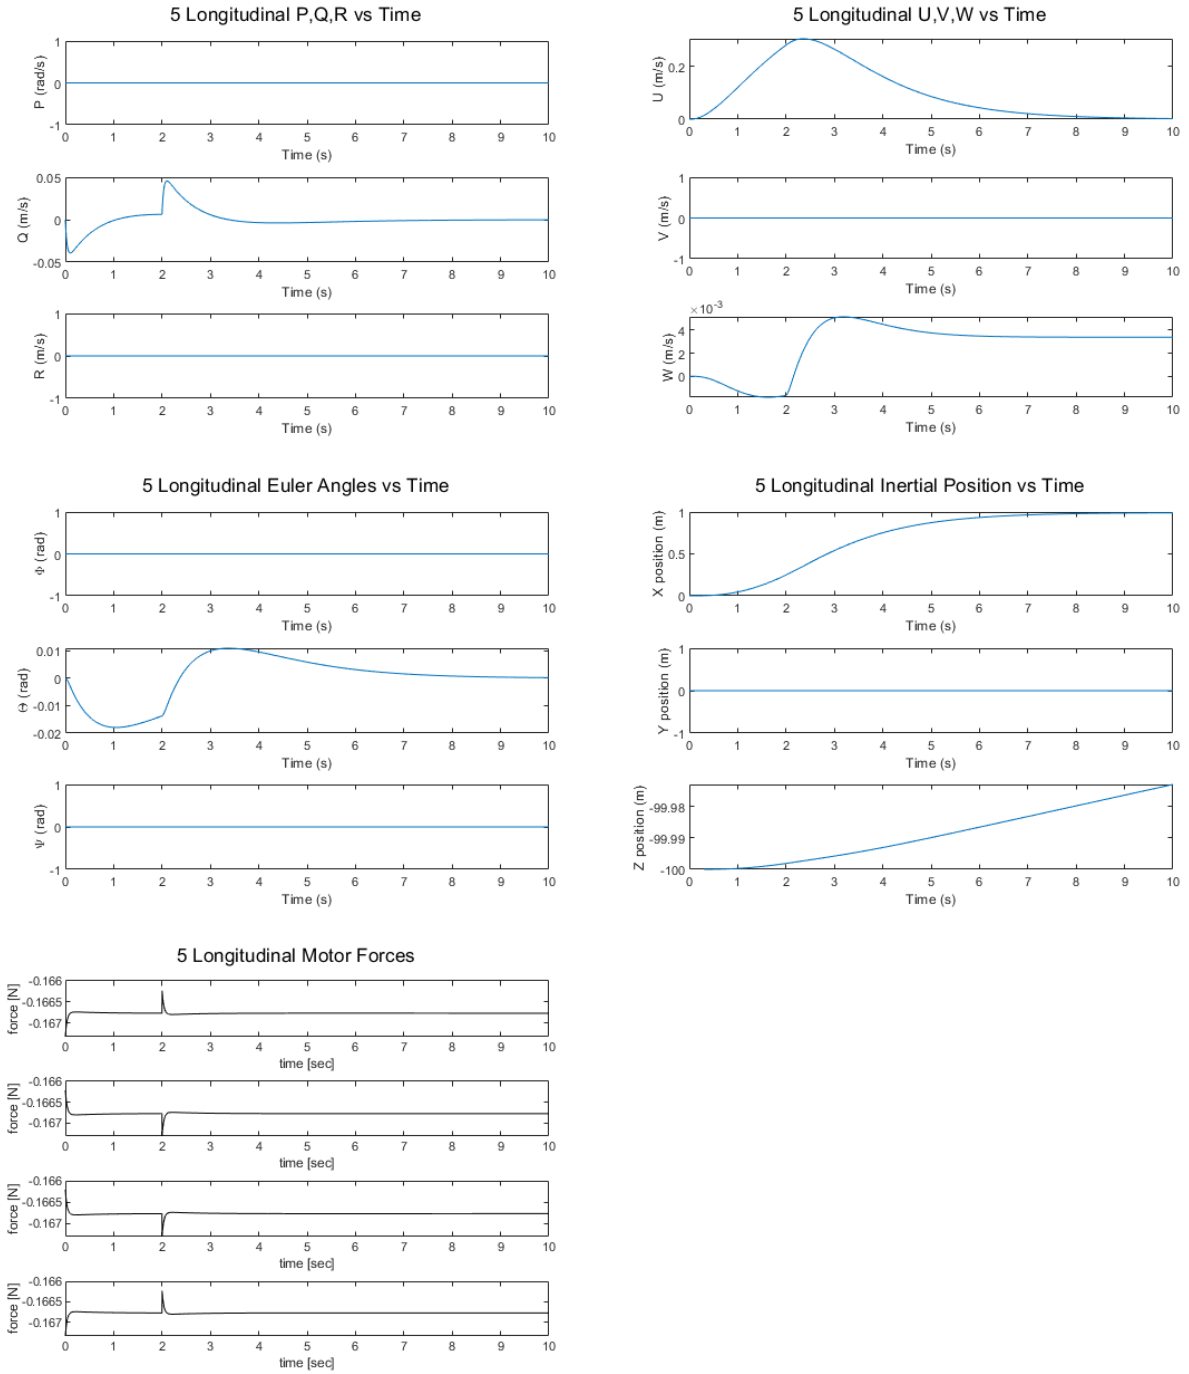 5 Longitudinal P,Q,R vs Time
1
0
-1
P (rad/s)
0 1 2 3 4 5 6 7 8 9 10
Time (s)
0.05
0
-0.05
Q (m/s)
0 1 2 3 4 5 6 7 8 9 10
Time (s)
1
0
-1
R (m/s)
0 1 2 3 4 5 6 7 8 9 10
Time (s)
5 Longitudinal U,V,W vs Time
0.2
0
U (m/s)
0 1 2 3 4 5 6 7 8 9 10
Time (s)
1
0
-1
V (m/s)
0 1 2 3 4 5 6 7 8 9 10
Time (s)
×10-3
4
2
0
W (m/s)
0 1 2 3 4 5 6 7 8 9 10
Time (s)
5 Longitudinal Euler Angles vs Time
1
0
-1
Φ (rad)
0 1 2 3 4 5 6 7 8 9 10
Time (s)
0.01
0
-0.01
-0.02
Θ (rad)
0 1 2 3 4 5 6 7 8 9 10
Time (s)
1
0
-1
Ψ (rad)
0 1 2 3 4 5 6 7 8 9 10
Time (s)
5 Longitudinal Inertial Position vs Time
1
0.5
0
X position (m)
0 1 2 3 4 5 6 7 8 9 10
Time (s)
1
0
-1
Y position (m)
0 1 2 3 4 5 6 7 8 9 10
Time (s)
-99.98
-99.99
-100
Z position (m)
0 1 2 3 4 5 6 7 8 9 10
Time (s)
5 Longitudinal Motor Forces
-0.166
-0.1665
-0.167
force [N]
0 1 2 3 4 5 6 7 8 9 10
time [sec]
-0.166
-0.1665
-0.167
force [N]
0 1 2 3 4 5 6 7 8 9 10
time [sec]
-0.166
-0.1665
-0.167
force [N]
0 1 2 3 4 5 6 7 8 9 10
time [sec]
-0.166
-0.1665
-0.167
force [N]
0 1 2 3 4 5 6 7 8 9 10
time [sec]